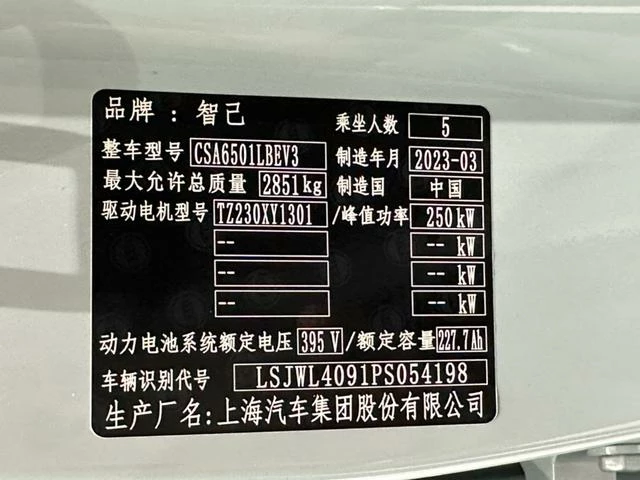 品牌：智己 乘坐人数 5
整车型号 CSA6501LBEV3 制造年月 2023-03
最大允许总质量 2851kg 制造国 中国
驱动电机型号 TZ230XY1301 /峰值功率 250kW
-- -- kW
-- -- kW
-- -- kW
动力电池系统额定电压 395 V /额定容量 227.7Ah
车辆识别代号 LSJWL4091PS054198
生产厂名：上海汽车集团股份有限公司